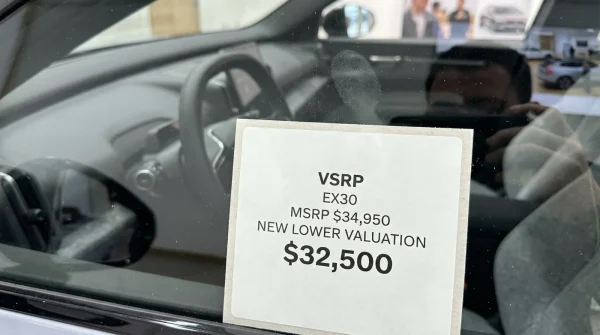 VSRP
EX30
MSRP $34,950
NEW LOWER VALUATION
$32,500